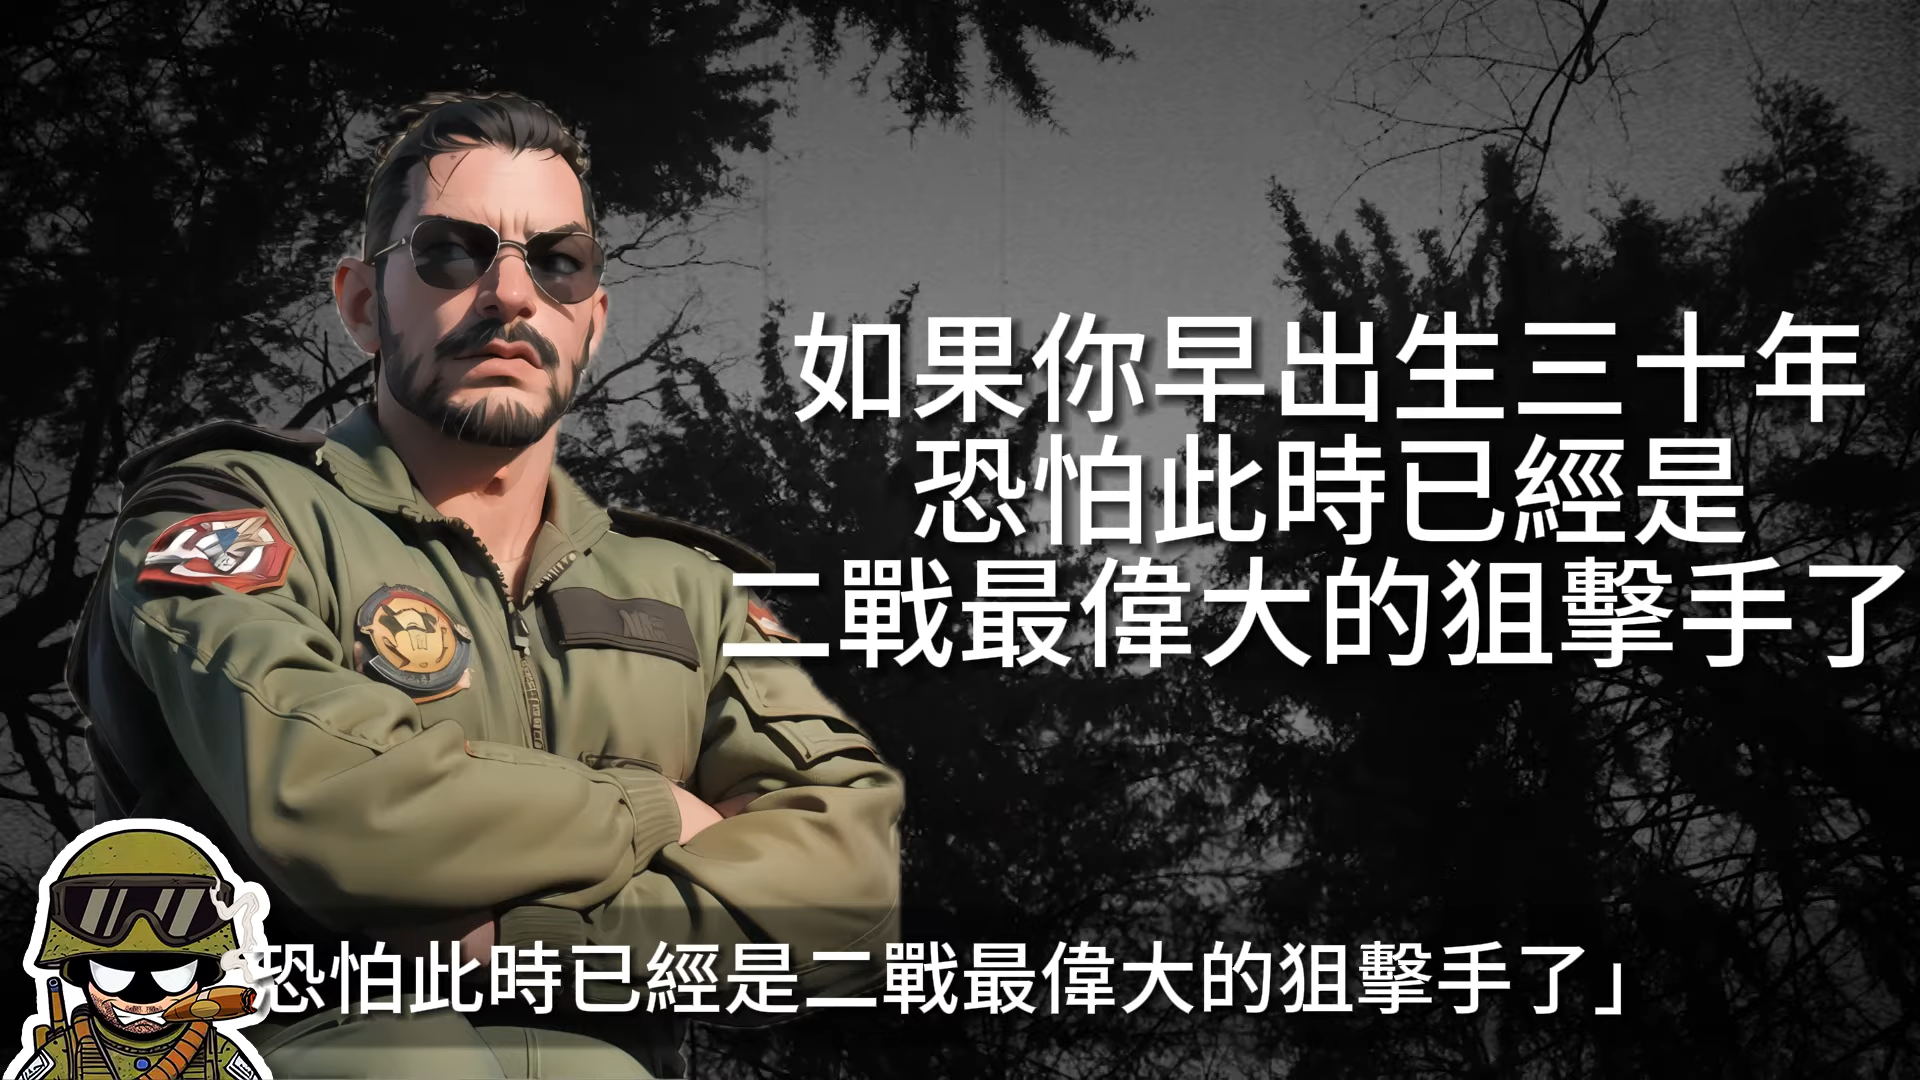 如果你早出生三十年
恐怕此時已經是
二戰最偉大的狙擊手了
恐怕此時已經是二戰最偉大的狙擊手了」